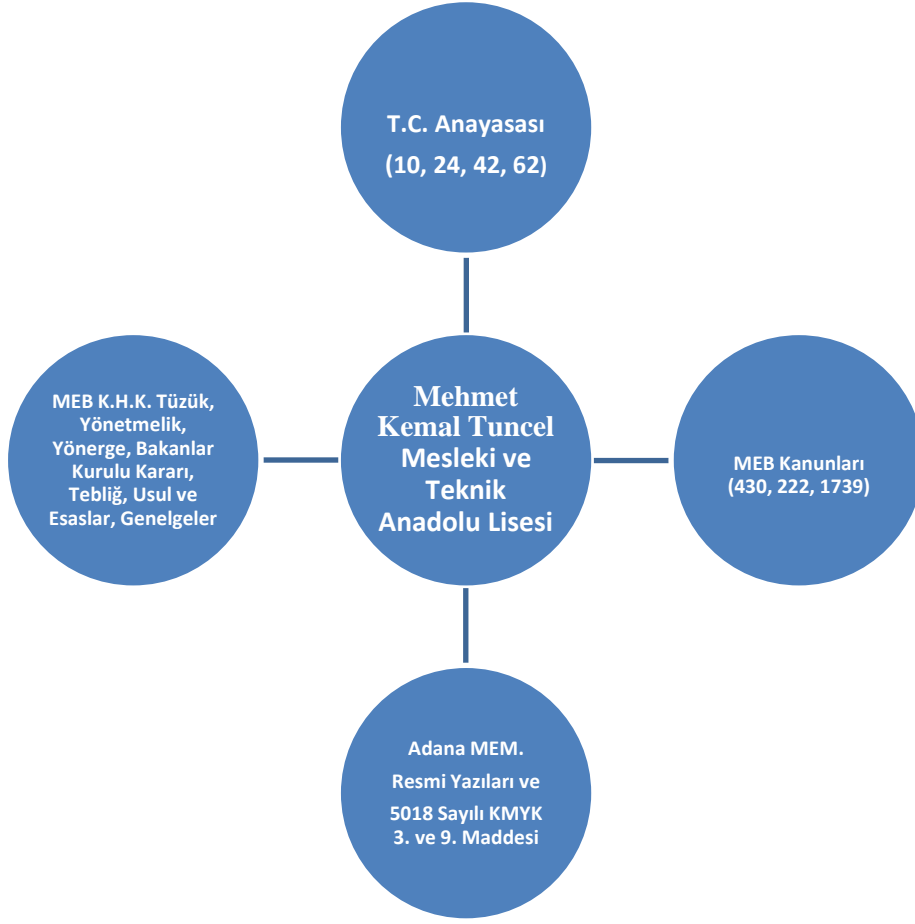 T.C. Anayasası
(10, 24, 42, 62)
MEB K.H.K. Tüzük,
Yönetmelik,
Yönerge, Bakanlar
Kurulu Kararı,
Tebliğ, Usul ve
Esaslar, Genelgeler
Mehmet
Kemal Tuncel
Mesleki ve
Teknik
Anadolu Lisesi
MEB Kanunları
(430, 222, 1739)
Adana MEM.
Resmi Yazıları ve
5018 Sayılı KMYK
3. ve 9. Maddesi